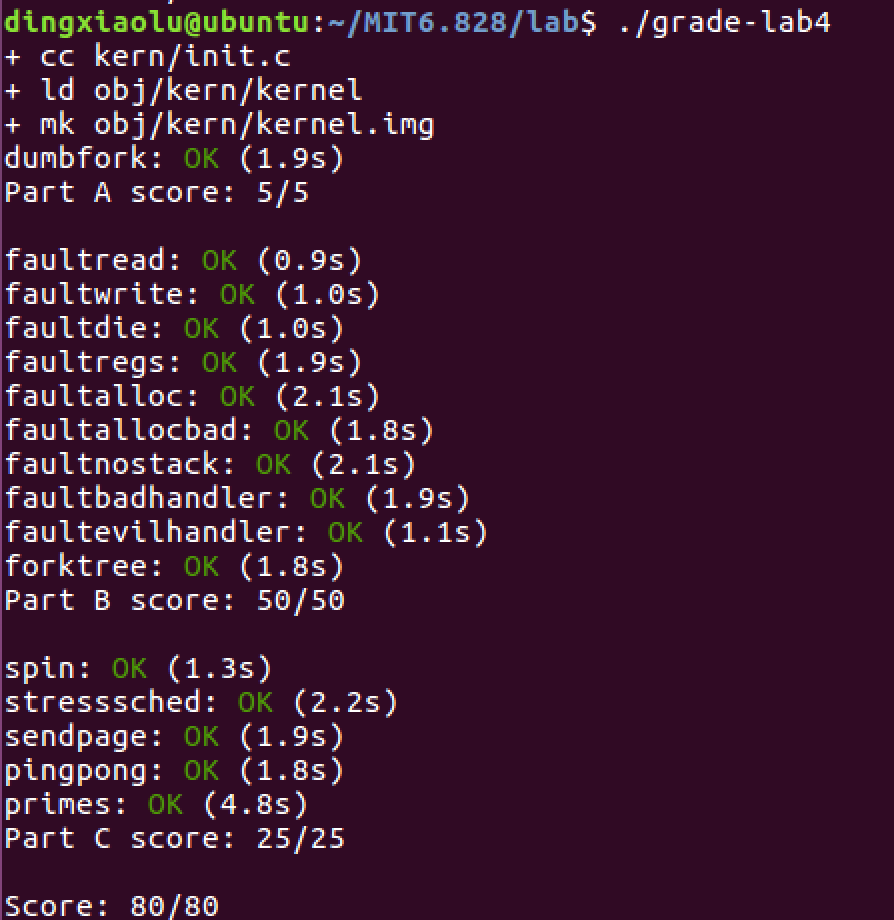 dingxiaolu@ubuntu:~/MIT6.828/lab$ ./grade-lab4
+ cc kern/init.c
+ ld obj/kern/kernel
+ mk obj/kern/kernel.img
dumbfork: OK (1.9s)
Part A score: 5/5

faultread: OK (0.9s)
faultwrite: OK (1.0s)
faultdie: OK (1.0s)
faultregs: OK (1.9s)
faultalloc: OK (2.1s)
faultallocbad: OK (1.8s)
faultnostack: OK (2.1s)
faultbadhandler: OK (1.9s)
faultevilhandler: OK (1.1s)
forktree: OK (1.8s)
Part B score: 50/50

spin: OK (1.3s)
stresssched: OK (2.2s)
sendpage: OK (1.9s)
pingpong: OK (1.8s)
primes: OK (4.8s)
Part C score: 25/25

Score: 80/80